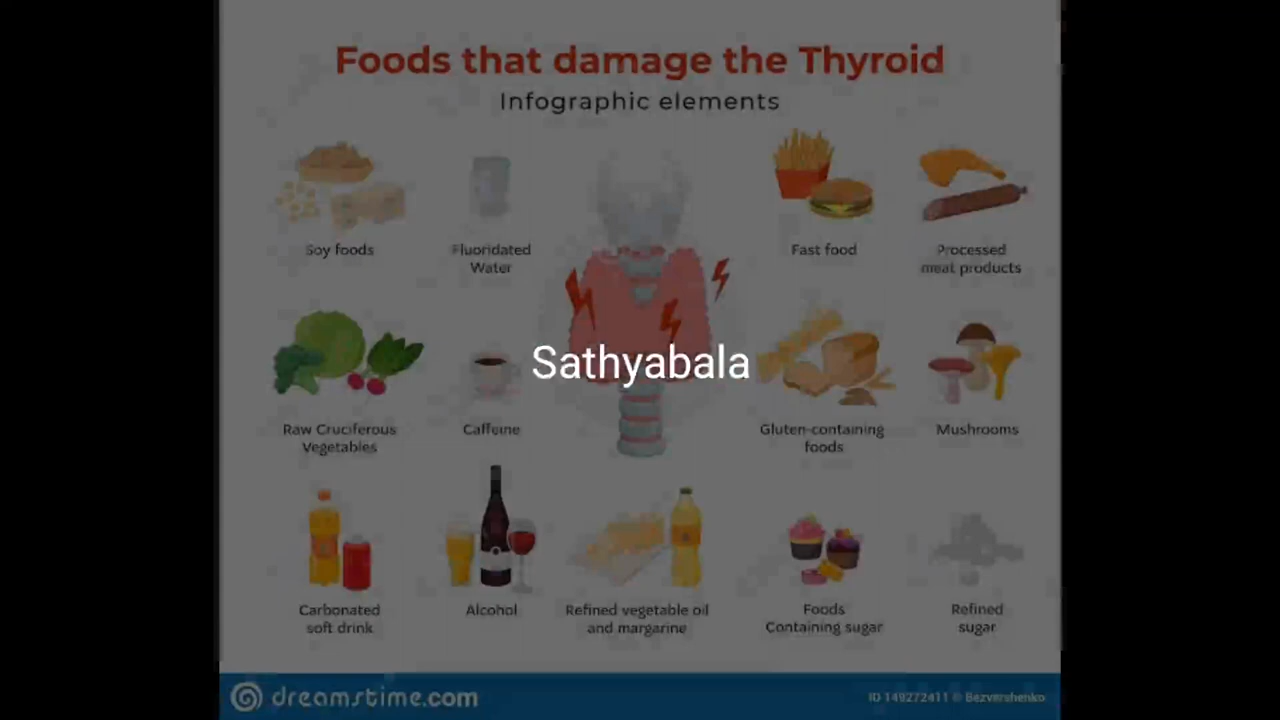 Foods that damage the Thyroid
Infographic elements
Soy foods
Fluoridated
Water
Fast food
Processed
meat products
Sathyabala
Raw Cruciferous
Vegetables
Caffeine
Gluten-containing
foods
Mushrooms
Carbonated
soft drink
Alcohol
Refined vegetable oil
and margarine
Foods
Containing sugar
Refined
sugar
dreamstime.com
ID 149272411 © Bezvershenko